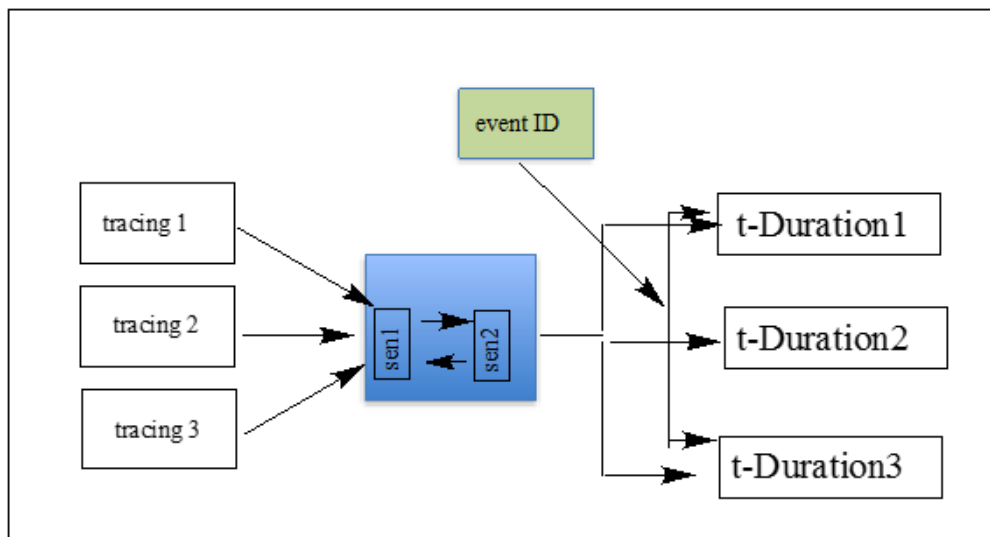 event ID
tracing 1
tracing 2
tracing 3
sen1
sen2
t-Duration1
t-Duration2
t-Duration3